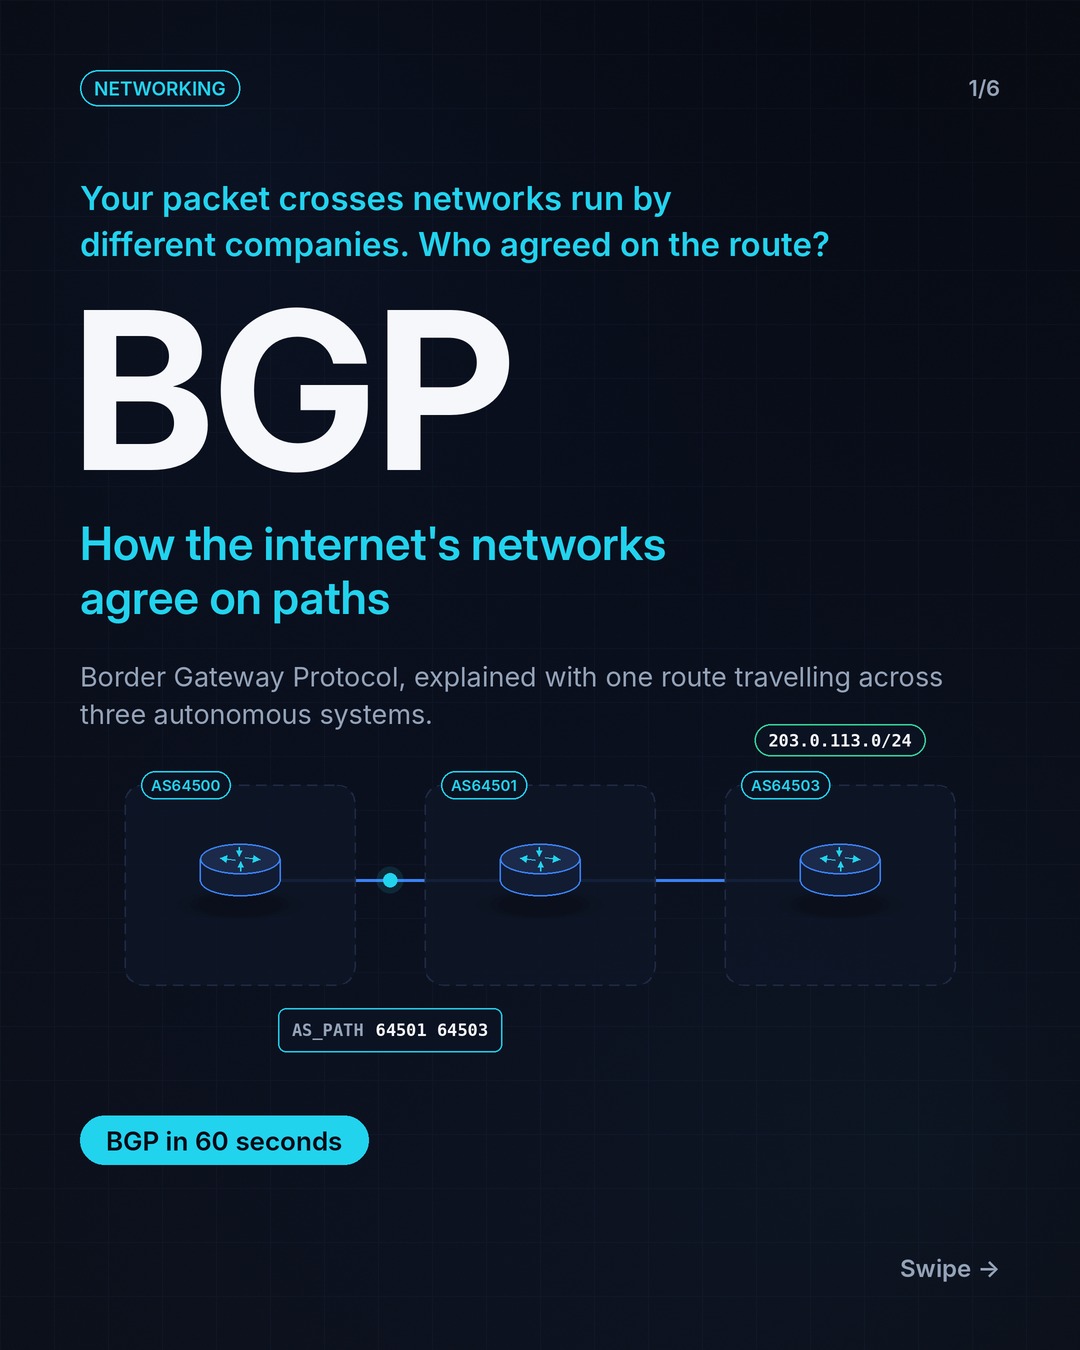 NETWORKING
1/6
Your packet crosses networks run by
different companies. Who agreed on the route?
BGP
How the internet's networks
agree on paths
Border Gateway Protocol, explained with one route travelling across
three autonomous systems.
203.0.113.0/24
AS64500
AS64501
AS64503
AS_PATH 64501 64503
BGP in 60 seconds
Swipe →